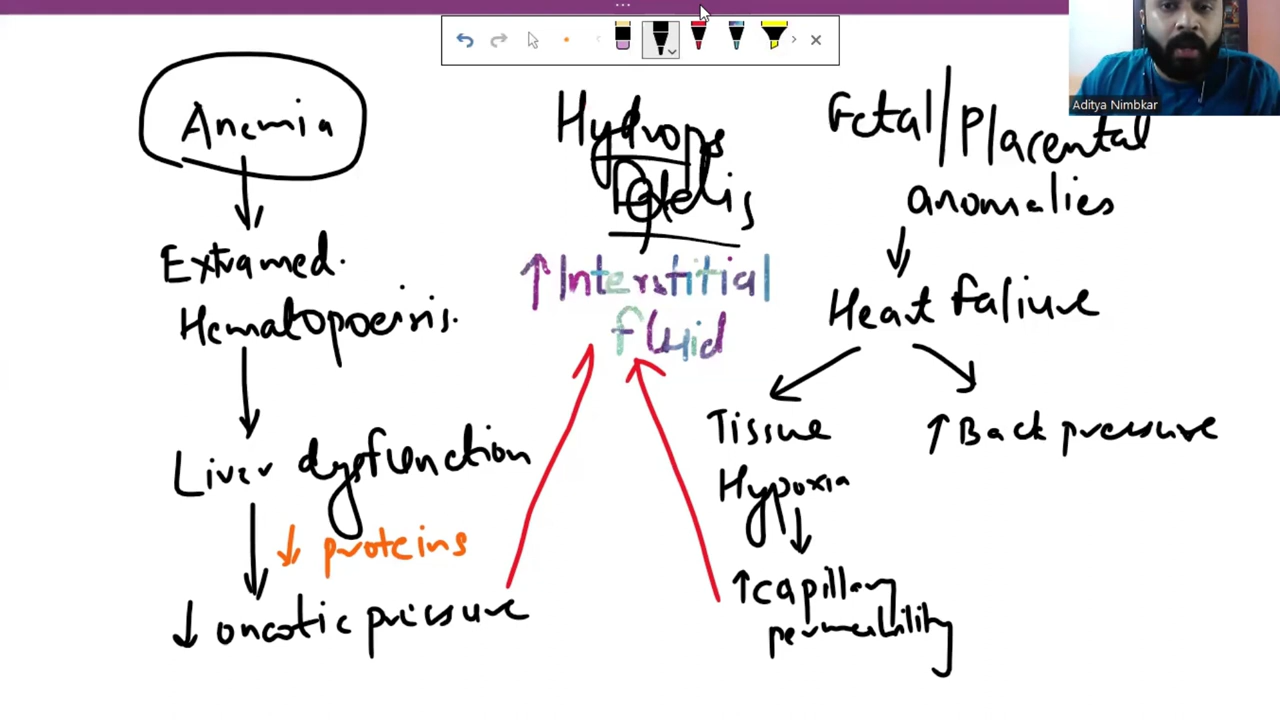 Aditya Nimbkar
Anemia
Extramed.
Hematopoeisis.
Liver dysfunction
↓ proteins
↓ oncotic pressure
Hydrops
Fetalis
↑ Interstitial
fluid
Fetal/Placental
anomalies
Heart faliure
Tissue
Hypoxia
↑ capillary
permeability
↑ Back pressure